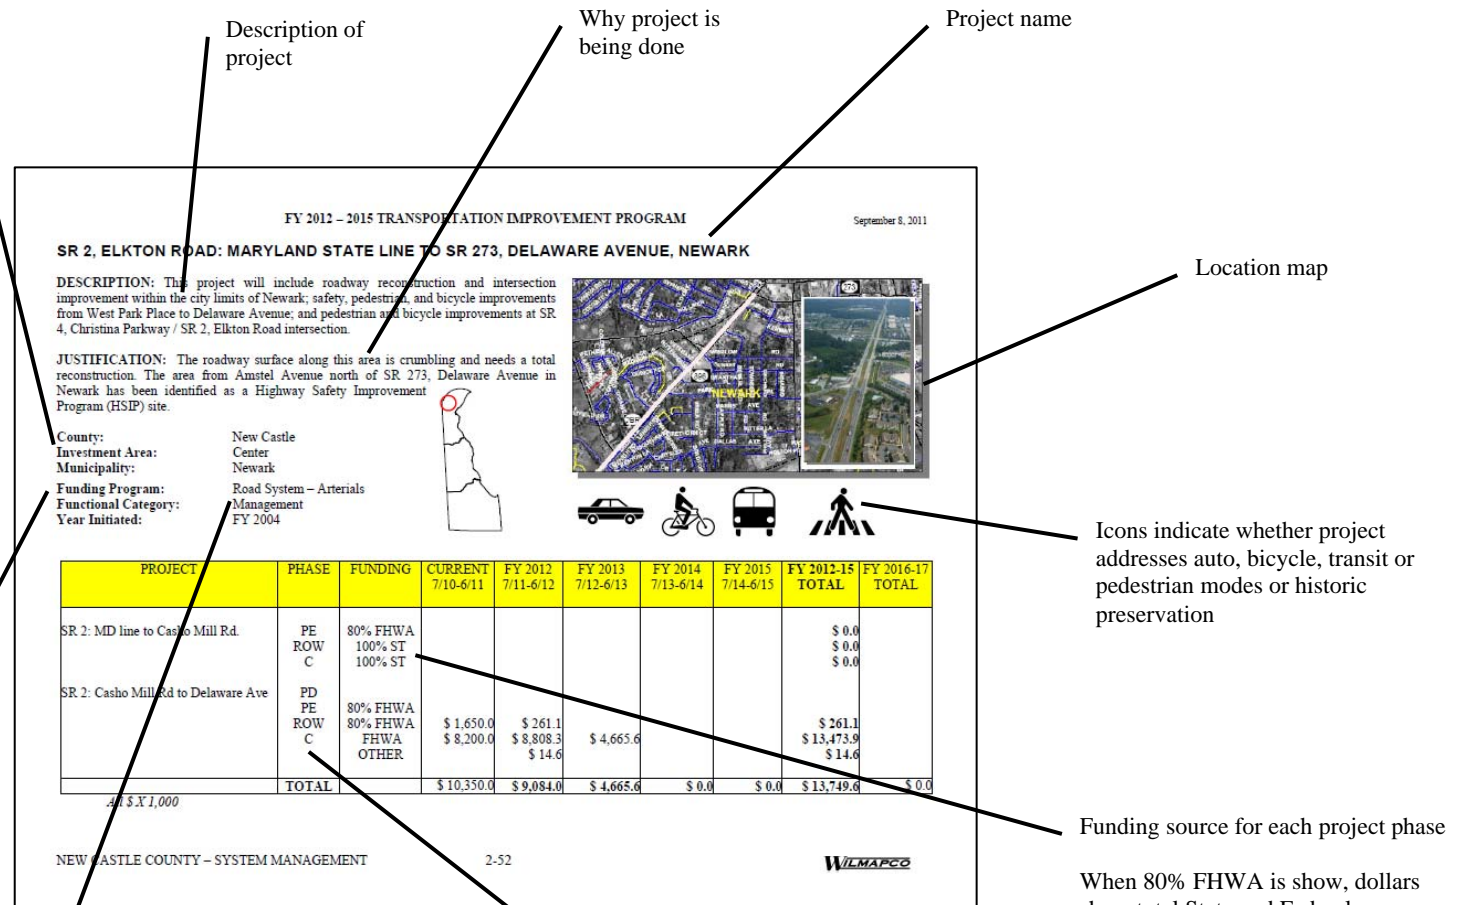 Description of
project
Why project is
being done
Project name
FY 2012 – 2015 TRANSPORTATION IMPROVEMENT PROGRAM September 8, 2011
SR 2, ELKTON ROAD: MARYLAND STATE LINE TO SR 273, DELAWARE AVENUE, NEWARK
DESCRIPTION: This project will include roadway reconstruction and intersection
improvement within the city limits of Newark; safety, pedestrian, and bicycle improvements
from West Park Place to Delaware Avenue; and pedestrian and bicycle improvements at SR
4, Christina Parkway / SR 2, Elkton Road intersection.
JUSTIFICATION: The roadway surface along this area is crumbling and needs a total
reconstruction. The area from Amstel Avenue north of SR 273, Delaware Avenue in
Newark has been identified as a Highway Safety Improvement
Program (HSIP) site.
County: New Castle
Investment Area: Center
Municipality: Newark
Funding Program: Road System – Arterials
Functional Category: Management
Year Initiated: FY 2004
273
396
NEWARK
Location map
Icons indicate whether project
addresses auto, bicycle, transit or
pedestrian modes or historic
preservation
PROJECT PHASE FUNDING CURRENT FY 2012 FY 2013 FY 2014 FY 2015 FY 2012-15 FY 2016-17
7/10-6/11 7/11-6/12 7/12-6/13 7/13-6/14 7/14-6/15 TOTAL TOTAL
SR 2: MD line to Casho Mill Rd. PE 80% FHWA $ 0.0
ROW 100% ST $ 0.0
C 100% ST $ 0.0
SR 2: Casho Mill Rd to Delaware Ave PD
PE 80% FHWA
ROW 80% FHWA $ 1,650.0 $ 261.1 $ 261.1
C FHWA $ 8,200.0 $ 8,808.3 $ 4,665.6 $ 13,473.9
OTHER $ 14.6 $ 14.6
TOTAL $ 10,350.0 $ 9,084.0 $ 4,665.6 $ 0.0 $ 0.0 $ 13,749.6 $ 0.0
All $ X 1,000
NEW CASTLE COUNTY – SYSTEM MANAGEMENT 2-52 WILMAPCO
Funding source for each project phase
When 80% FHWA is show, dollars